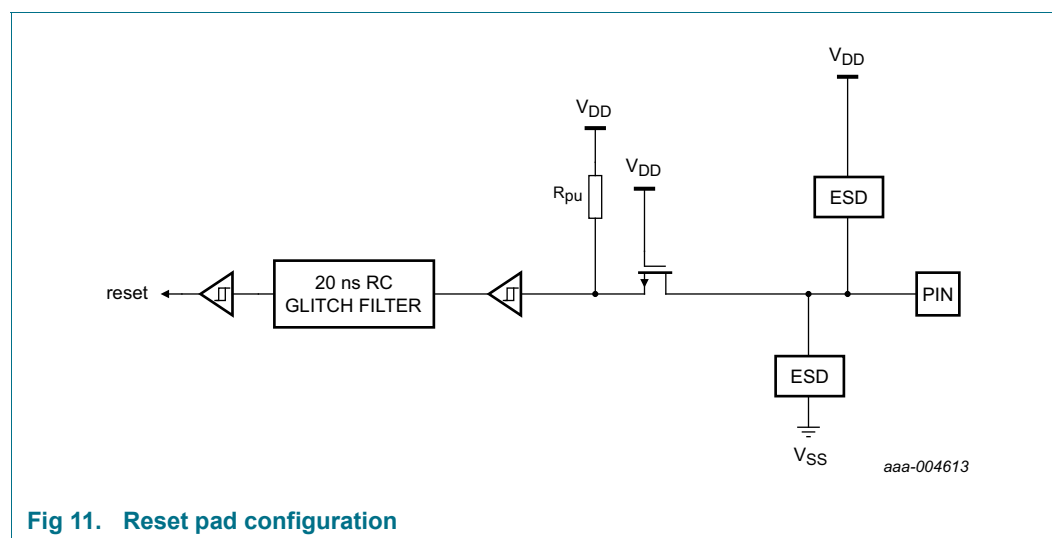 VDD
VDD
VDD
Rpu
ESD
reset
20 ns RC
GLITCH FILTER
PIN
ESD
VSS
aaa-004613
Fig 11. Reset pad configuration